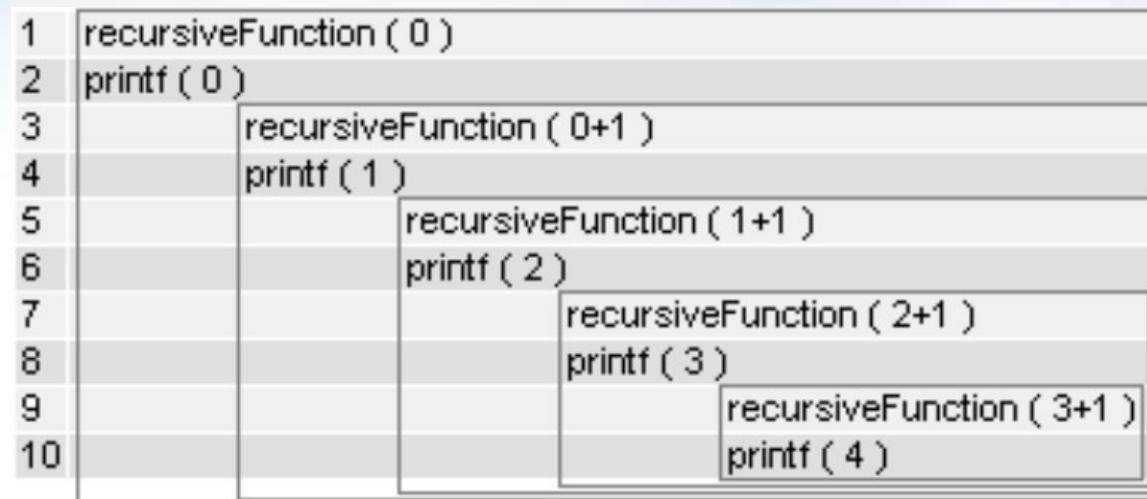 1 recursiveFunction ( 0 )
2 printf ( 0 )
3 recursiveFunction ( 0+1 )
4 printf ( 1 )
5 recursiveFunction ( 1+1 )
6 printf ( 2 )
7 recursiveFunction ( 2+1 )
8 printf ( 3 )
9 recursiveFunction ( 3+1 )
10 printf ( 4 )